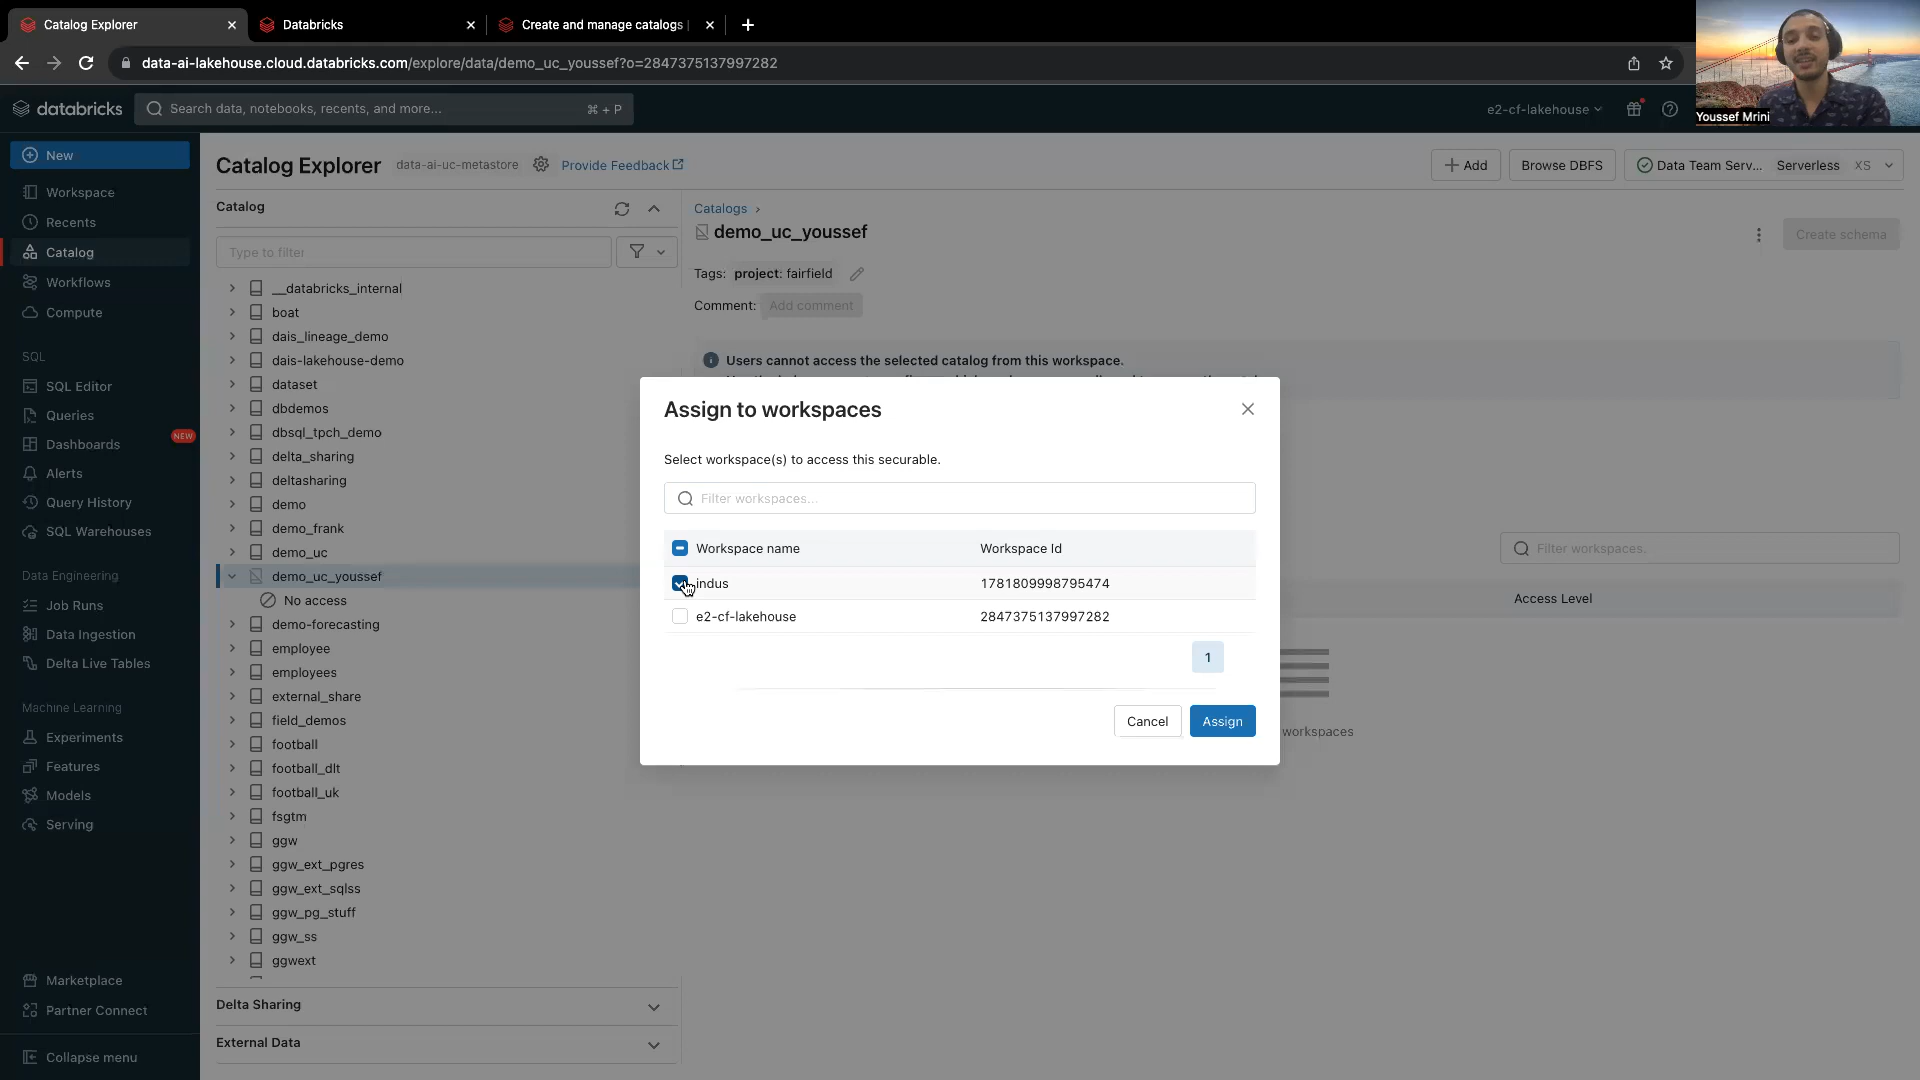 Catalog Explorer
Databricks
Create and manage catalogs |
data-ai-lakehouse.cloud.databricks.com/explore/data/demo_uc_youssef?o=2847375137997282
databricks
Search data, notebooks, recents, and more...
⌘ + P
e2-cf-lakehouse
Youssef Mrini
New
Workspace
Recents
Catalog
Workflows
Compute
SQL
SQL Editor
Queries
Dashboards
NEW
Alerts
Query History
SQL Warehouses
Data Engineering
Job Runs
Data Ingestion
Delta Live Tables
Machine Learning
Experiments
Features
Models
Serving
Marketplace
Partner Connect
Collapse menu
Catalog Explorer
data-ai-uc-metastore
Provide Feedback
+ Add
Browse DBFS
Data Team Serv... Serverless XS
Catalog
Type to filter
__databricks_internal
boat
dais_lineage_demo
dais-lakehouse-demo
dataset
dbdemos
dbsql_tpch_demo
delta_sharing
deltasharing
demo
demo_frank
demo_uc
demo_uc_youssef
No access
demo-forecasting
employee
employees
external_share
field_demos
football
football_dlt
football_uk
fsgtm
ggw
ggw_ext_pgres
ggw_ext_sqlss
ggw_pg_stuff
ggw_ss
ggwext
Delta Sharing
External Data
Catalogs >
demo_uc_youssef
Create schema
Tags: project: fairfield
Comment: Add comment
Users cannot access the selected catalog from this workspace.
Filter workspaces.
Access Level
workspaces
Assign to workspaces
Select workspace(s) to access this securable.
Filter workspaces...
Workspace name Workspace Id
indus 1781809998795474
e2-cf-lakehouse 2847375137997282
1
Cancel
Assign